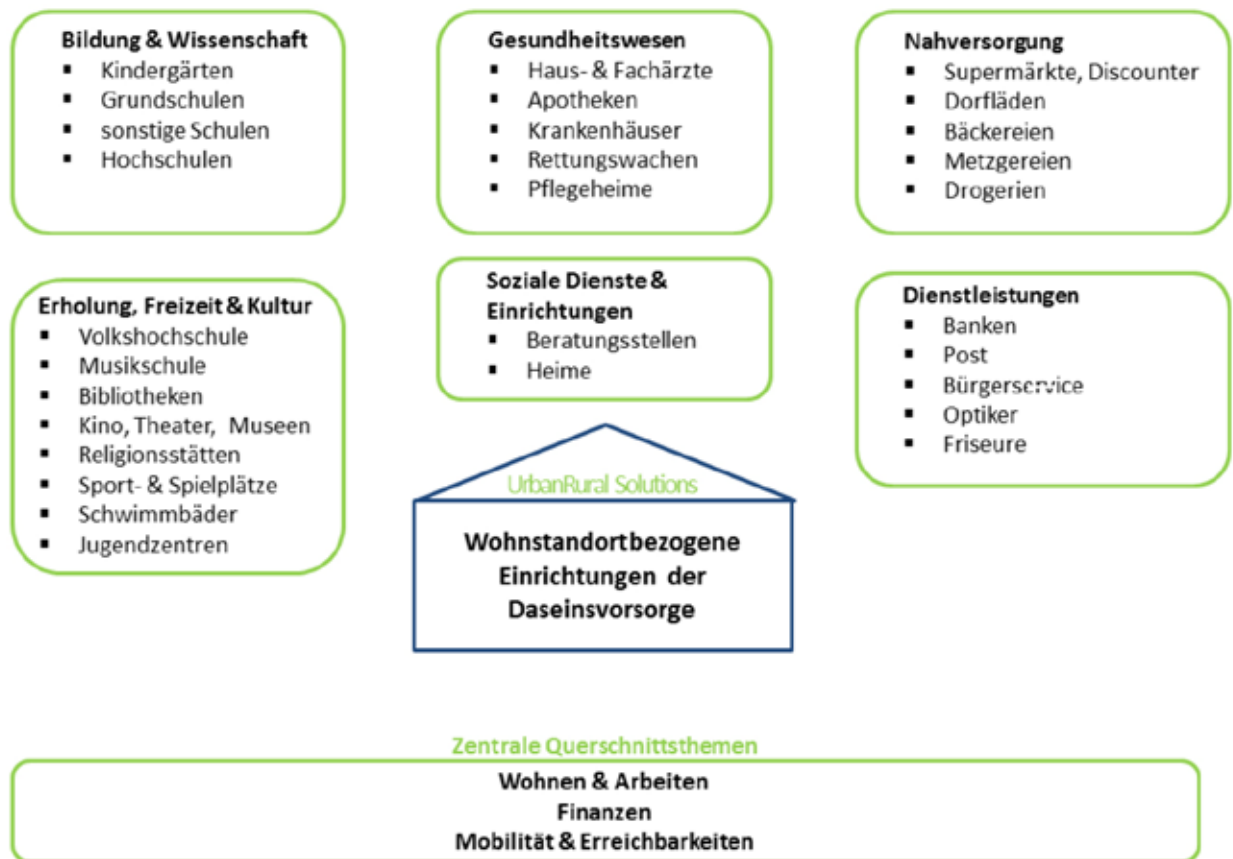 Bildung & Wissenschaft
▪ Kindergärten
▪ Grundschulen
▪ sonstige Schulen
▪ Hochschulen
Gesundheitswesen
▪ Haus- & Fachärzte
▪ Apotheken
▪ Krankenhäuser
▪ Rettungswachen
▪ Pflegeheime
Nahversorgung
▪ Supermärkte, Discounter
▪ Dorfläden
▪ Bäckereien
▪ Metzgereien
▪ Drogerien
Erholung, Freizeit & Kultur
▪ Volkshochschule
▪ Musikschule
▪ Bibliotheken
▪ Kino, Theater, Museen
▪ Religionsstätten
▪ Sport- & Spielplätze
▪ Schwimmbäder
▪ Jugendzentren
Soziale Dienste &
Einrichtungen
▪ Beratungsstellen
▪ Heime
Dienstleistungen
▪ Banken
▪ Post
▪ Bürgerservice
▪ Optiker
▪ Friseure
UrbanRural Solutions
Wohnstandortbezogene
Einrichtungen der
Daseinsvorsorge
Zentrale Querschnittsthemen
Wohnen & Arbeiten
Finanzen
Mobilität & Erreichbarkeiten